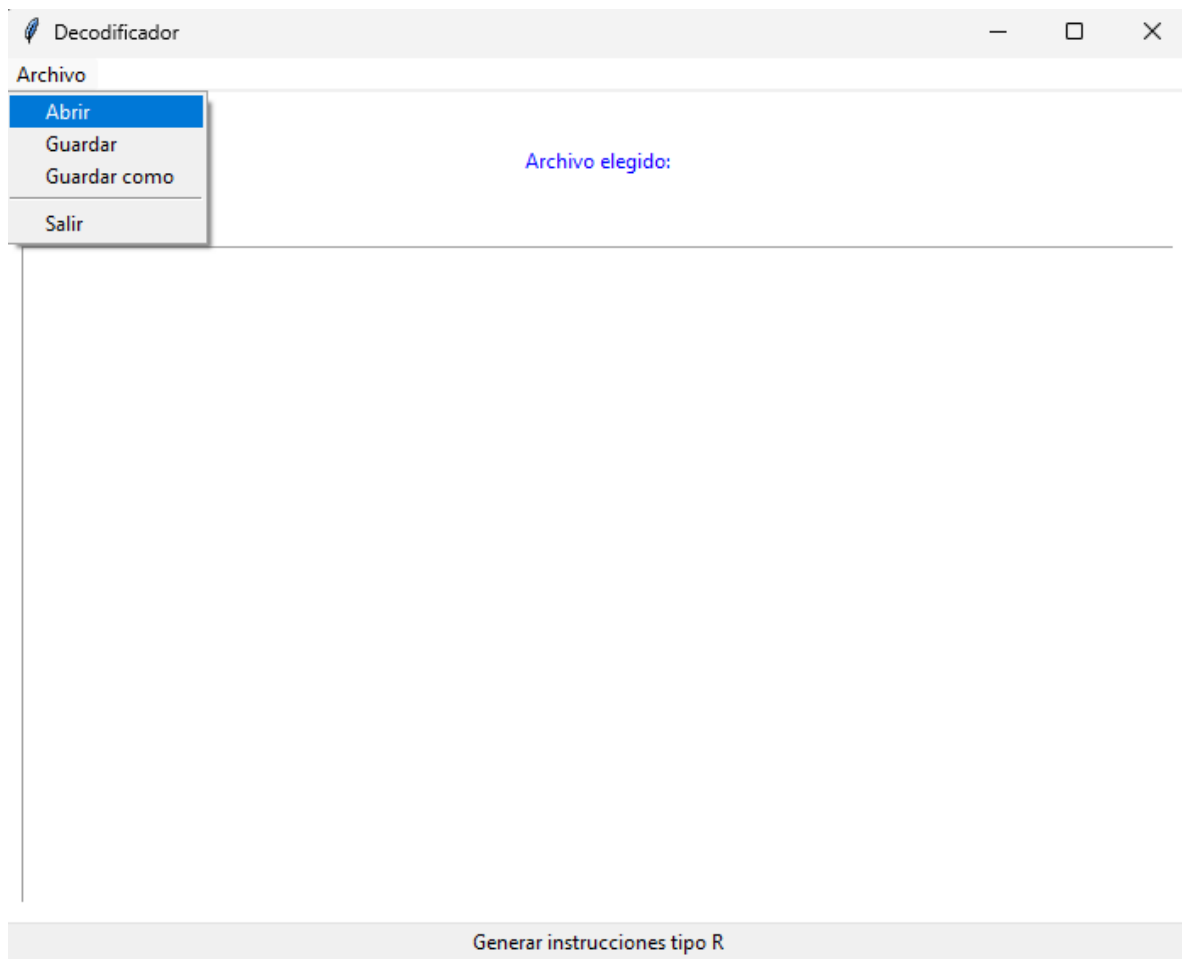 Decodificador
Archivo
Abrir
Guardar
Guardar como
Salir
Archivo elegido:
Generar instrucciones tipo R